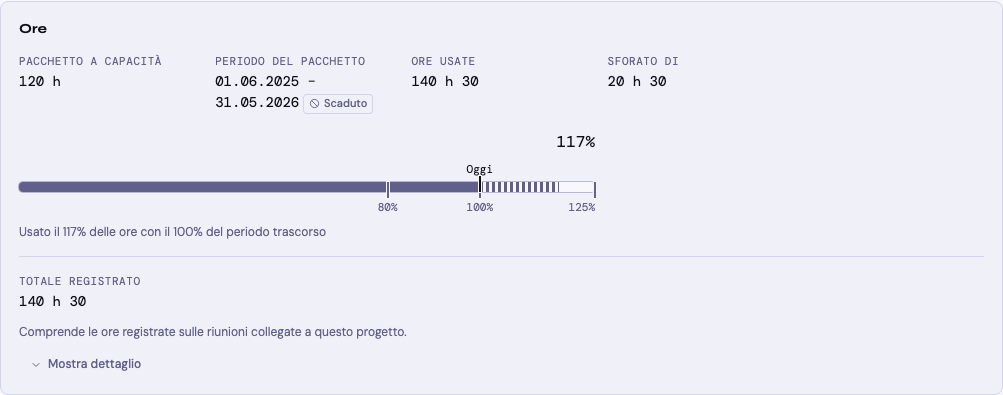 Ore
PACCHETTO A CAPACITÀ
120 h
PERIODO DEL PACCHETTO
01.06.2025 –
31.05.2026 Scaduto
ORE USATE
140 h 30
SFORATO DI
20 h 30
117%
Oggi
80%
100%
125%
Usato il 117% delle ore con il 100% del periodo trascorso
TOTALE REGISTRATO
140 h 30
Comprende le ore registrate sulle riunioni collegate a questo progetto.
Mostra dettaglio